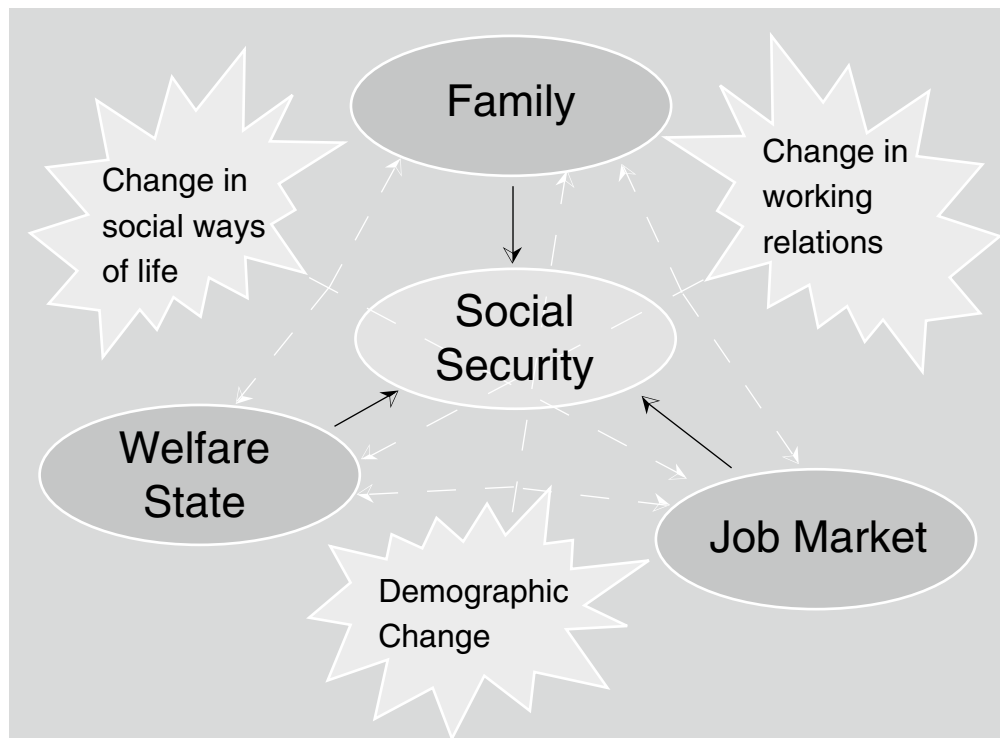 Family
Change in
social ways
of life
Change in
working
relations
Social
Security
Welfare
State
Job Market
Demographic
Change